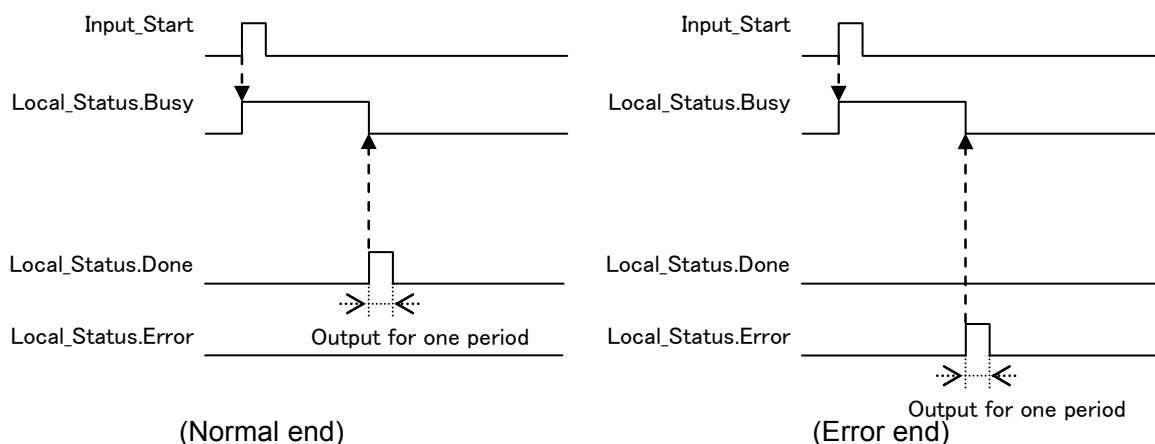 Input_Start
Local_Status.Busy
Local_Status.Done
Local_Status.Error
Output for one period
(Normal end)
Input_Start
Local_Status.Busy
Local_Status.Done
Local_Status.Error
Output for one period
(Error end)